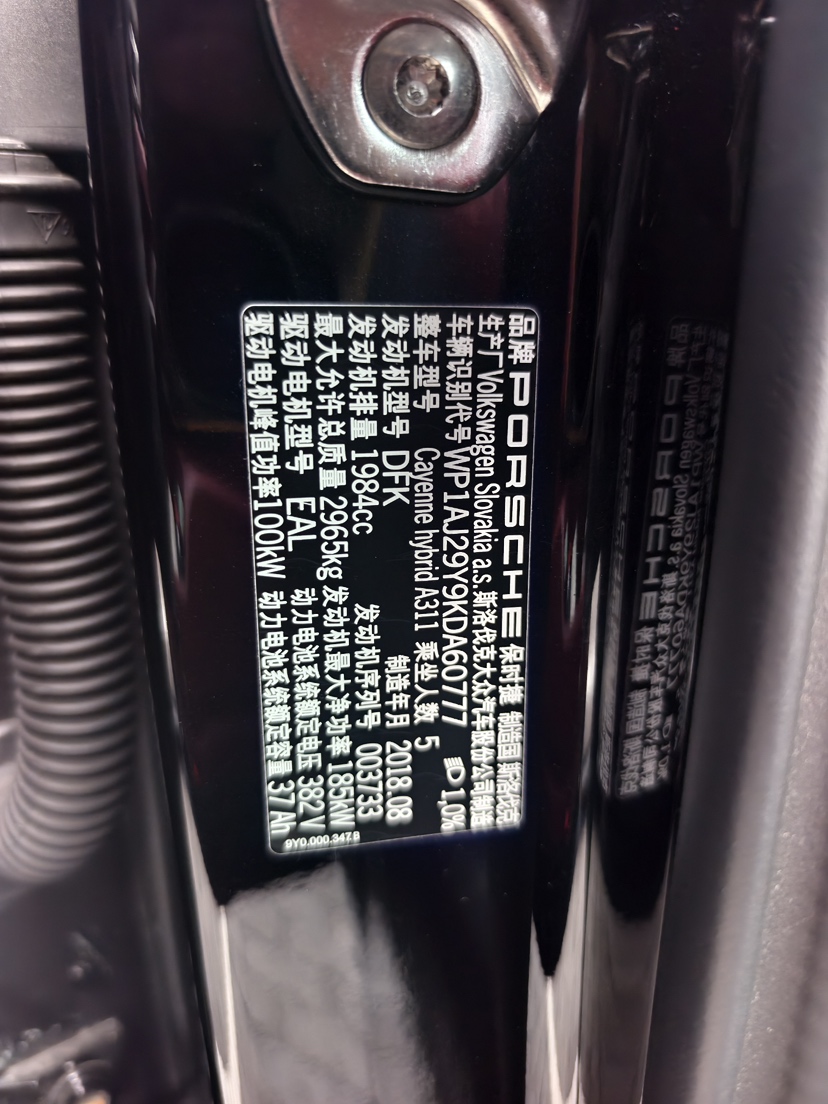 品牌 PORSCHE 保时捷 制造国 斯洛伐克
生产厂 Volkswagen Slovakia a.s. 斯洛伐克大众汽车股份公司制造
车辆识别代号 WP1AJ29Y9KDA60777 1,0%
整车型号 Cayenne hybrid A311 乘坐人数 5
发动机型号 DFK 制造年月 2018.08
发动机排量 1984cc 发动机序列号 003733
最大允许总质量 2965kg 发动机最大净功率 185kW
驱动电机型号 EAL 动力电池系统额定电压 382V
驱动电机峰值功率 100kW 动力电池系统额定容量 37Ah
9Y0.000.347.B